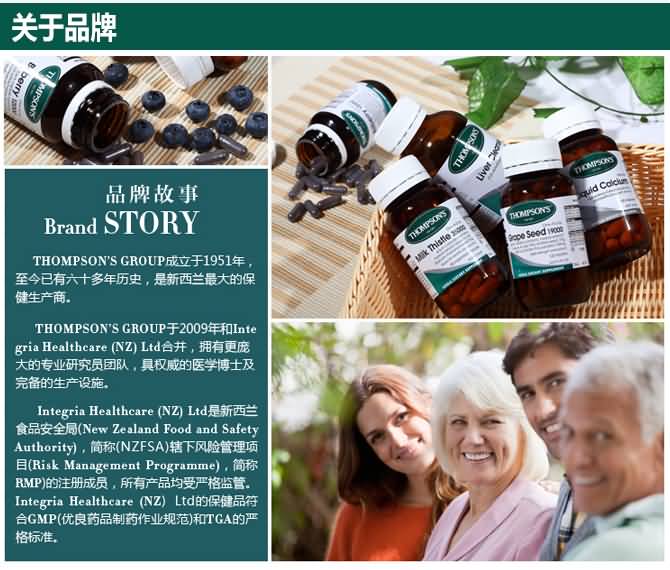 关于品牌
品牌故事
Brand STORY
THOMPSON'S GROUP成立于1951年，
至今已有六十多年历史，是新西兰最大的保
健生产商。
THOMPSON'S GROUP于2009年和Inte
gria Healthcare (NZ) Ltd合并，拥有更庞
大的专业研究员团队，具权威的医学博士及
完备的生产设施。
Integria Healthcare (NZ) Ltd是新西兰
食品安全局(New Zealand Food and Safety
Authority)，简称(NZFSA)辖下风险管理项
目(Risk Management Programme)，简称
RMP)的注册成员，所有产品均受严格监管。
Integria Healthcare (NZ）Ltd的保健品符
合GMP(优良药品制药作业规范)和TGA的严
格标准。
THOMPSON'S
THOMPSON'S
THOMPSON'S
Liver Cleanse
THOMPSON'S
Milk Thistle
THOMPSON'S
Grape Seed 19000
THOMPSON'S
Liquid Calcium